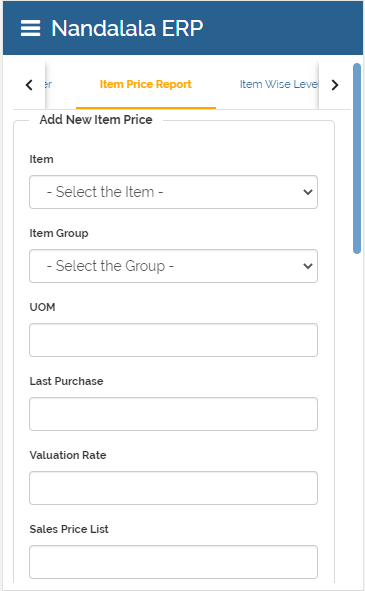 Nandalala ERP
er
Item Price Report
Item Wise Leve
Add New Item Price
Item
- Select the Item -
Item Group
- Select the Group -
UOM
Last Purchase
Valuation Rate
Sales Price List